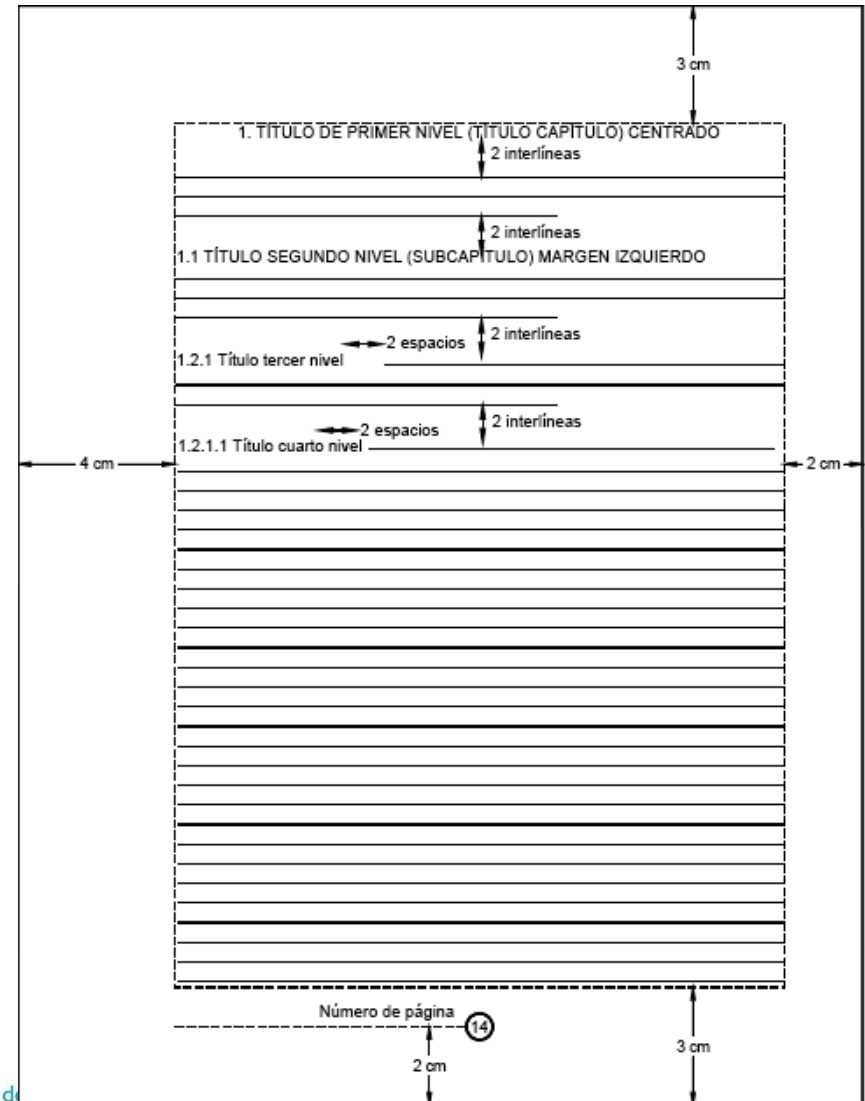 3 cm
1. TÍTULO DE PRIMER NIVEL (TÍTULO CAPÍTULO) CENTRADO
2 interlíneas
2 interlíneas
1.1 TÍTULO SEGUNDO NIVEL (SUBCAPÍTULO) MARGEN IZQUIERDO
2 interlíneas
2 espacios
1.2.1 Título tercer nivel
2 interlíneas
2 espacios
1.2.1.1 Título cuarto nivel
4 cm
2 cm
Número de página
14
3 cm
2 cm
de